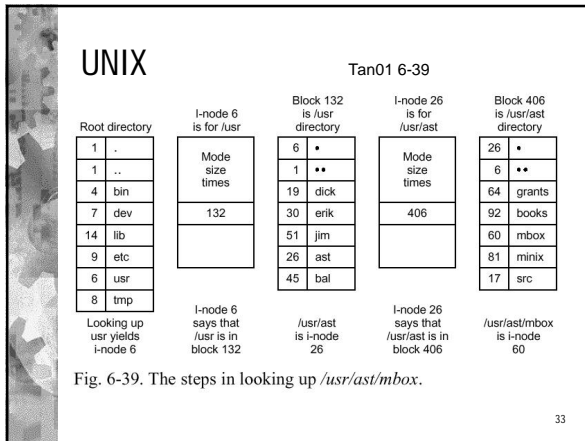 UNIX
Tan01 6-39
Root directory
1 .
1 ..
4 bin
7 dev
14 lib
9 etc
6 usr
8 tmp
Looking up
usr yields
i-node 6
I-node 6
is for /usr
Mode
size
times
132
I-node 6
says that
/usr is in
block 132
Block 132
is /usr
directory
6 •
1 ••
19 dick
30 erik
51 jim
26 ast
45 bal
/usr/ast
is i-node
26
I-node 26
is for
/usr/ast
Mode
size
times
406
I-node 26
says that
/usr/ast is in
block 406
Block 406
is /usr/ast
directory
26 •
6 ••
64 grants
92 books
60 mbox
81 minix
17 src
/usr/ast/mbox
is i-node
60
Fig. 6-39. The steps in looking up /usr/ast/mbox.
33